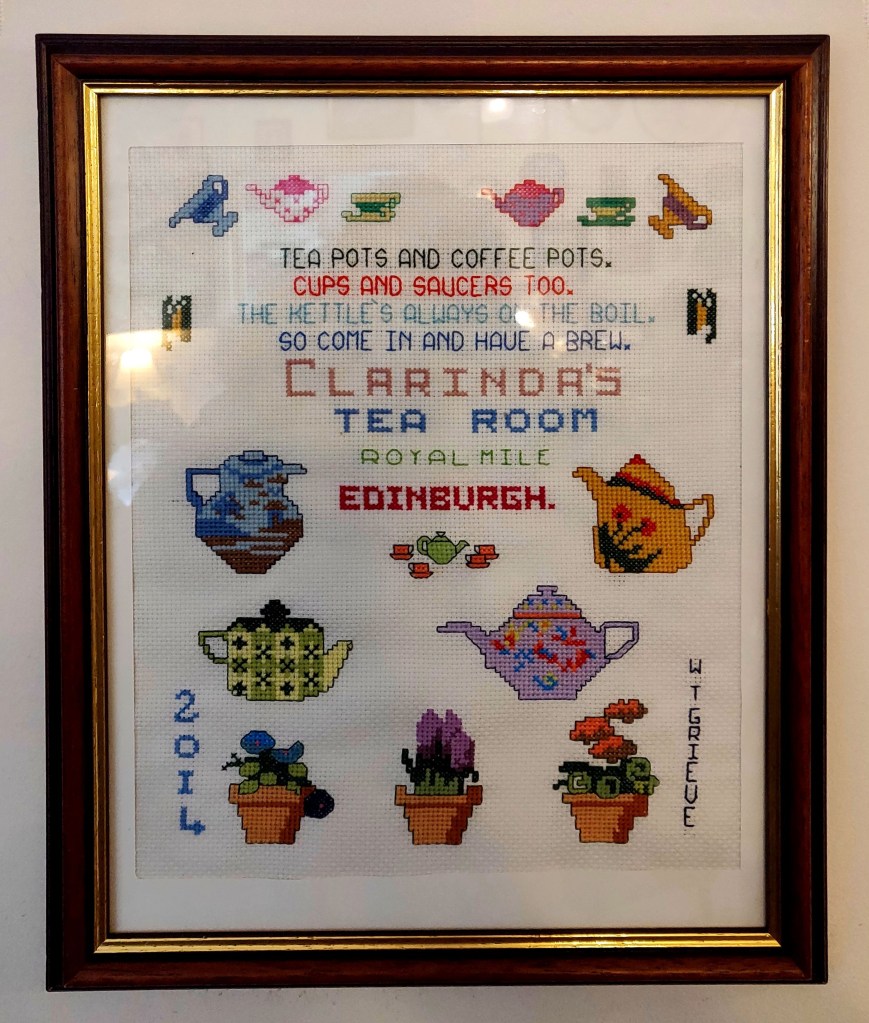 TEA POTS AND COFFEE POTS.
CUPS AND SAUCERS TOO.
THE KETTLE'S ALWAYS ON THE BOIL.
SO COME IN AND HAVE A BREW.
CLARINDA'S
TEA ROOM
ROYAL MILE
EDINBURGH.
2014
W T GRIEVE